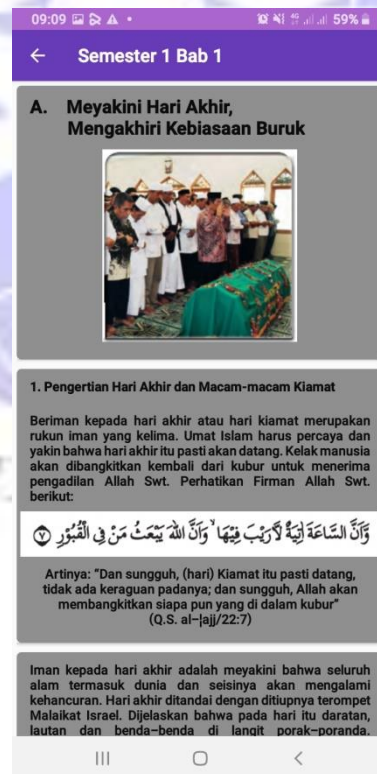 09:09 59%
Semester 1 Bab 1
A. Meyakini Hari Akhir,
Mengakhiri Kebiasaan Buruk
1. Pengertian Hari Akhir dan Macam-macam Kiamat
Beriman kepada hari akhir atau hari kiamat merupakan
rukun iman yang kelima. Umat Islam harus percaya dan
yakin bahwa hari akhir itu pasti akan datang. Kelak manusia
akan dibangkitkan kembali dari kubur untuk menerima
pengadilan Allah Swt. Perhatikan Firman Allah Swt.
berikut:
وَّاَنَّ السَّاعَةَ اٰتِيَةٌ لَّا رَيْبَ فِيْهَاۙ وَاَنَّ اللّٰهَ يَبْعَثُ مَنْ فِى الْقُبُوْرِ ٧
Artinya: “Dan sungguh, (hari) Kiamat itu pasti datang,
tidak ada keraguan padanya; dan sungguh, Allah akan
membangkitkan siapa pun yang di dalam kubur”
(Q.S. al–|ajj/22:7)
Iman kepada hari akhir adalah meyakini bahwa seluruh
alam termasuk dunia dan seisinya akan mengalami
kehancuran. Hari akhir ditandai dengan ditiupnya terompet
Malaikat Israel. Dijelaskan bahwa pada hari itu daratan,
lautan dan benda–benda di langit porak–poranda.